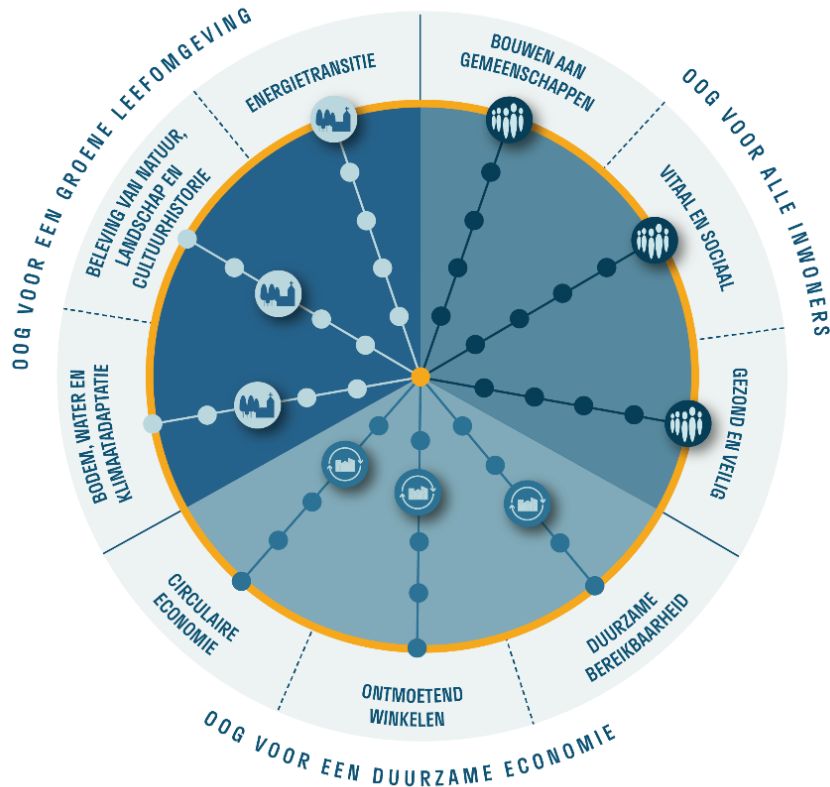 OOG VOOR EEN GROENE LEEFOMGEVING
ENERGIETRANSITIE
BELEVING VAN NATUUR,
LANDSCHAP EN
CULTUURHISTORIE
BODEM, WATER EN
KLIMAATADAPTATIE
OOG VOOR ALLE INWONERS
BOUWEN AAN
GEMEENSCHAPPEN
VITAAL EN SOCIAAL
GEZOND EN VEILIG
OOG VOOR EEN DUURZAME ECONOMIE
CIRCULAIRE
ECONOMIE
ONTMOETEND
WINKELEN
DUURZAME
BEREIKBAARHEID